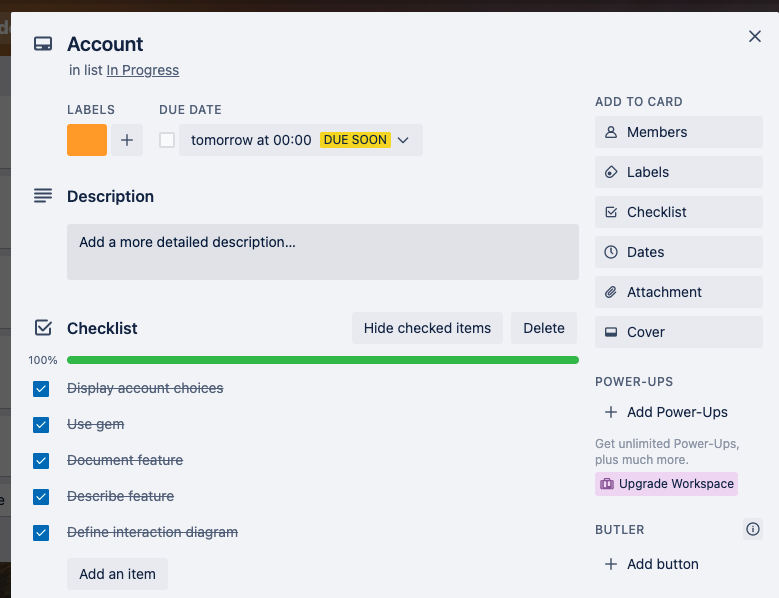 Account
in list In Progress
LABELS
DUE DATE
tomorrow at 00:00 DUE SOON
Description
Add a more detailed description...
Checklist
Hide checked items
Delete
100%
Display account choices
Use gem
Document feature
Describe feature
Define interaction diagram
Add an item
ADD TO CARD
Members
Labels
Checklist
Dates
Attachment
Cover
POWER-UPS
Add Power-Ups
Get unlimited Power-Ups,
plus much more.
Upgrade Workspace
BUTLER
Add button